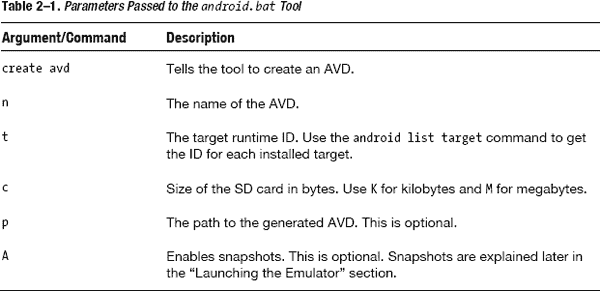 Table 2–1. Parameters Passed to the android.bat Tool
Argument/Command Description
create avd Tells the tool to create an AVD.
n The name of the AVD.
t The target runtime ID. Use the android list target command to get
the ID for each installed target.
c Size of the SD card in bytes. Use K for kilobytes and M for megabytes.
p The path to the generated AVD. This is optional.
A Enables snapshots. This is optional. Snapshots are explained later in
the “Launching the Emulator” section.